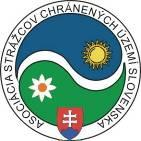 ASOCIÁCIA STRÁŽCOV CHRÁNENÝCH ÚZEMÍ SLOVENSKA